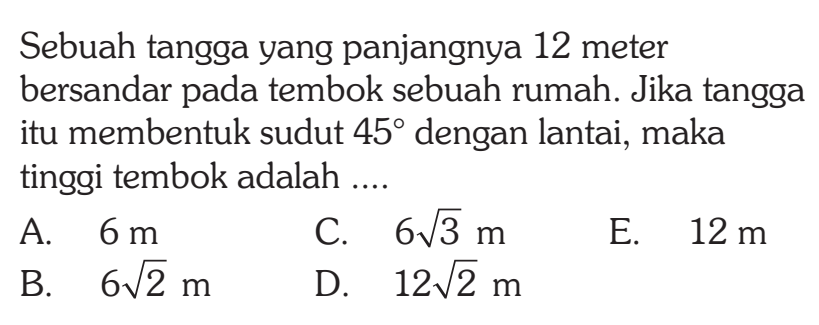 Sebuah tangga yang panjangnya 12 meter
bersandar pada tembok sebuah rumah. Jika tangga
itu membentuk sudut 45° dengan lantai, maka
tinggi tembok adalah ....
A. 6 m C. 6√3 m E. 12 m
B. 6√2 m D. 12√2 m